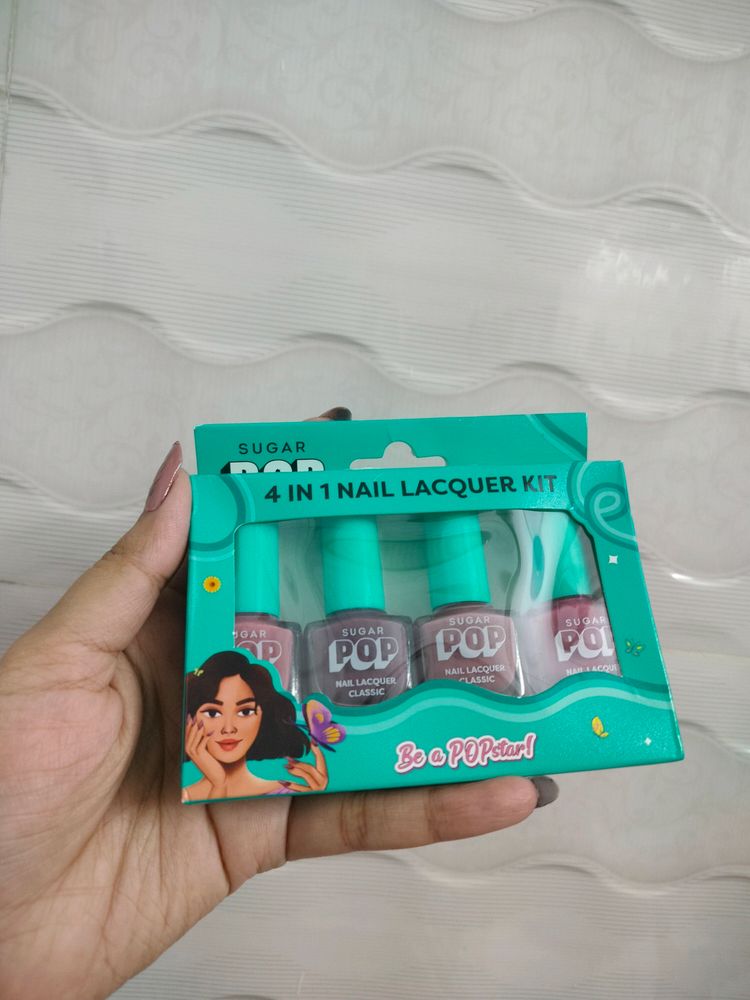 SUGAR
POP
4 IN 1 NAIL LACQUER KIT
SUGAR
POP
NAIL LACQUER
CLASSIC
SUGAR
POP
NAIL LACQUER
CLASSIC
SUGAR
POP
Be a POPstar!